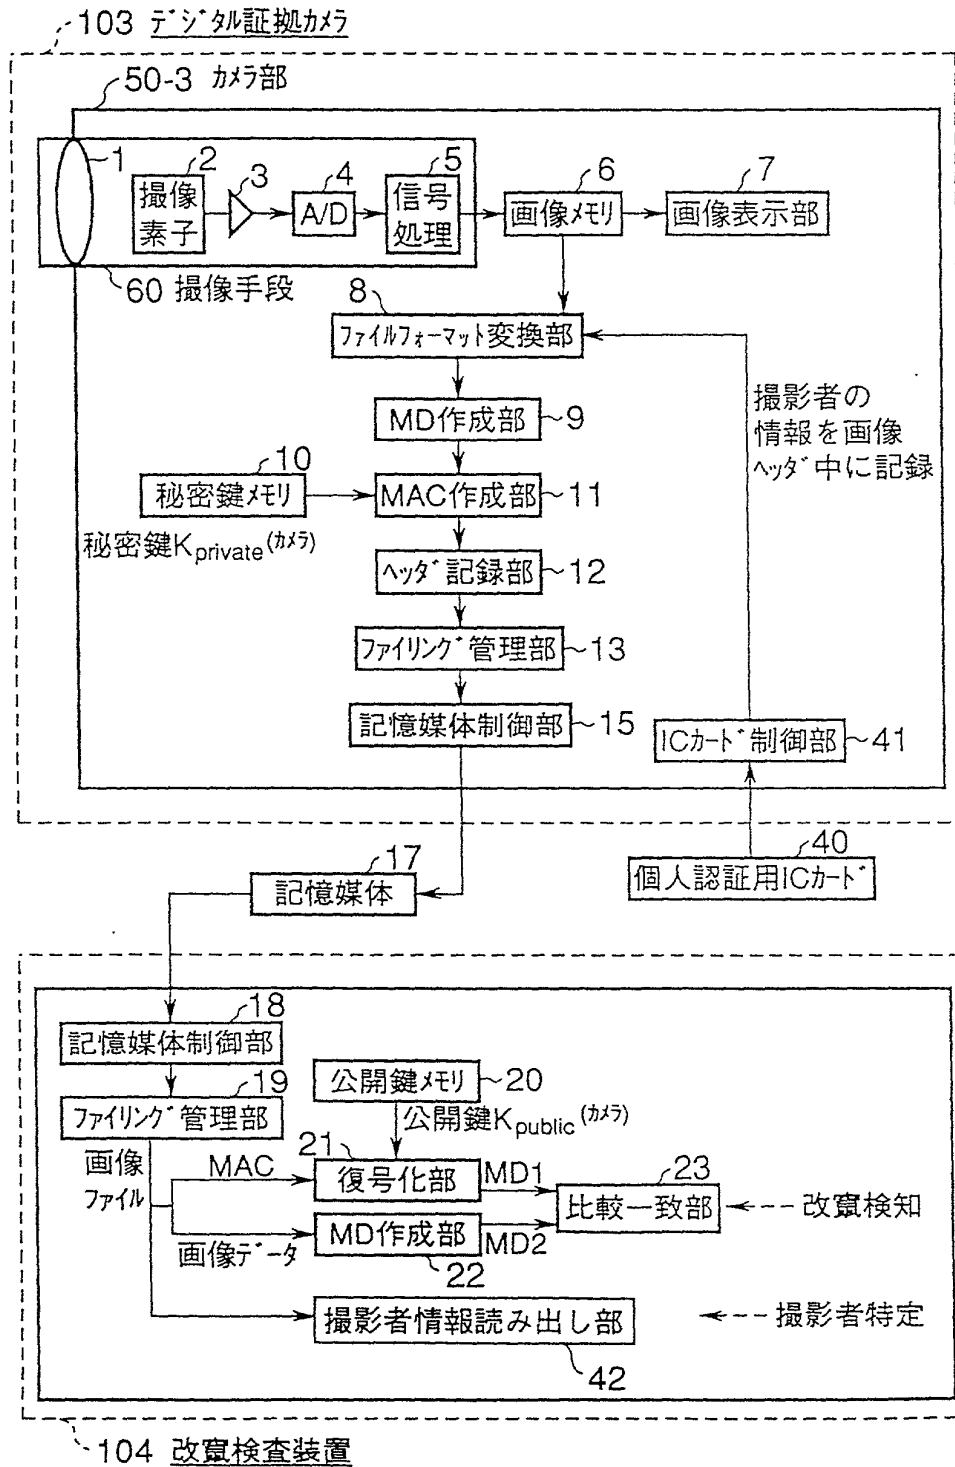 103 デジタル証拠カメラ
50-3 カメラ部
1
2
3
4
5
6
7
撮像
素子
A/D
信号
処理
画像メモリ
画像表示部
60 撮像手段
8
ファイルフォーマット変換部
撮影者の
情報を画像
ヘッダ中に記録
MD作成部
9
10
秘密鍵メモリ
MAC作成部
11
秘密鍵Kprivate(カメラ)
ヘッダ記録部
12
ファイリング管理部
13
記憶媒体制御部
15
ICカード制御部
41
17
記憶媒体
40
個人認証用ICカード
18
記憶媒体制御部
19
ファイリング管理部
公開鍵メモリ
20
公開鍵Kpublic(カメラ)
画像
ファイル
MAC
21
復号化部
MD1
23
比較一致部
改竄検知
画像データ
MD作成部
MD2
22
撮影者情報読み出し部
撮影者特定
42
104 改竄検査装置